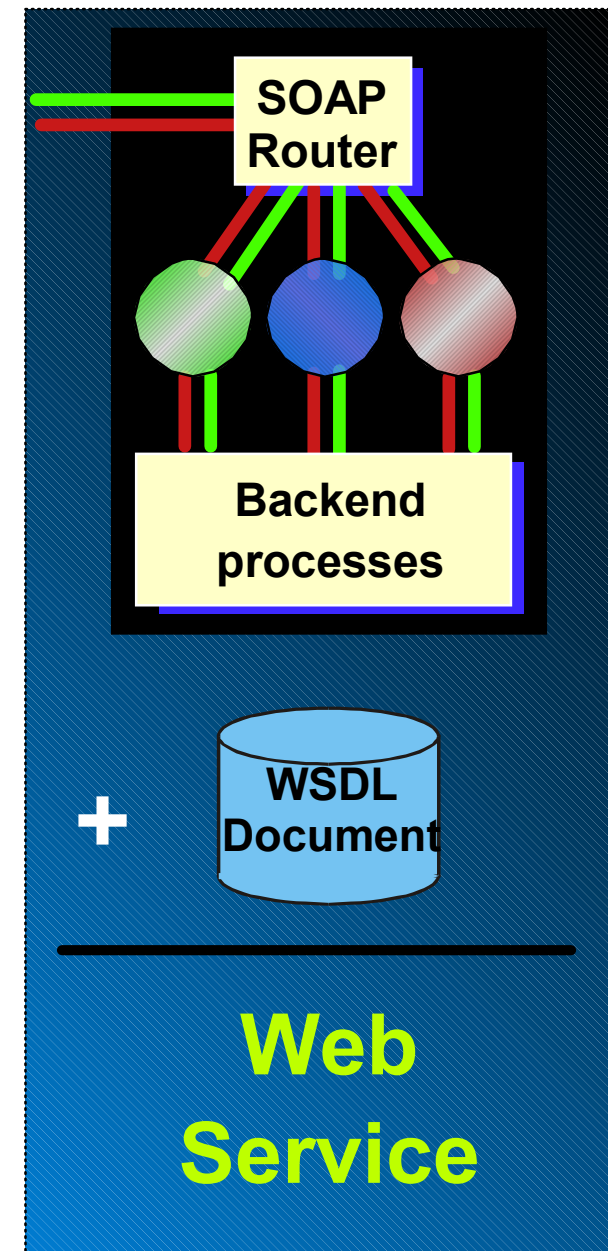 SOAP
Router
Backend
processes
+
WSDL
Document
Web
Service